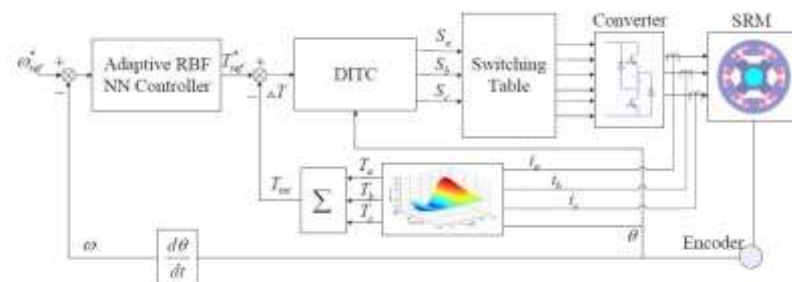 Converter
SRM
ω*ref
+
−
Adaptive RBF
NN Controller
T*ref
+
−
ΔT
DITC
Sa
Sb
Sc
Switching
Table
Ttot
Σ
Ta
Tb
Tc
ia
ib
ic
θ
Encoder
ω
dθ
dt